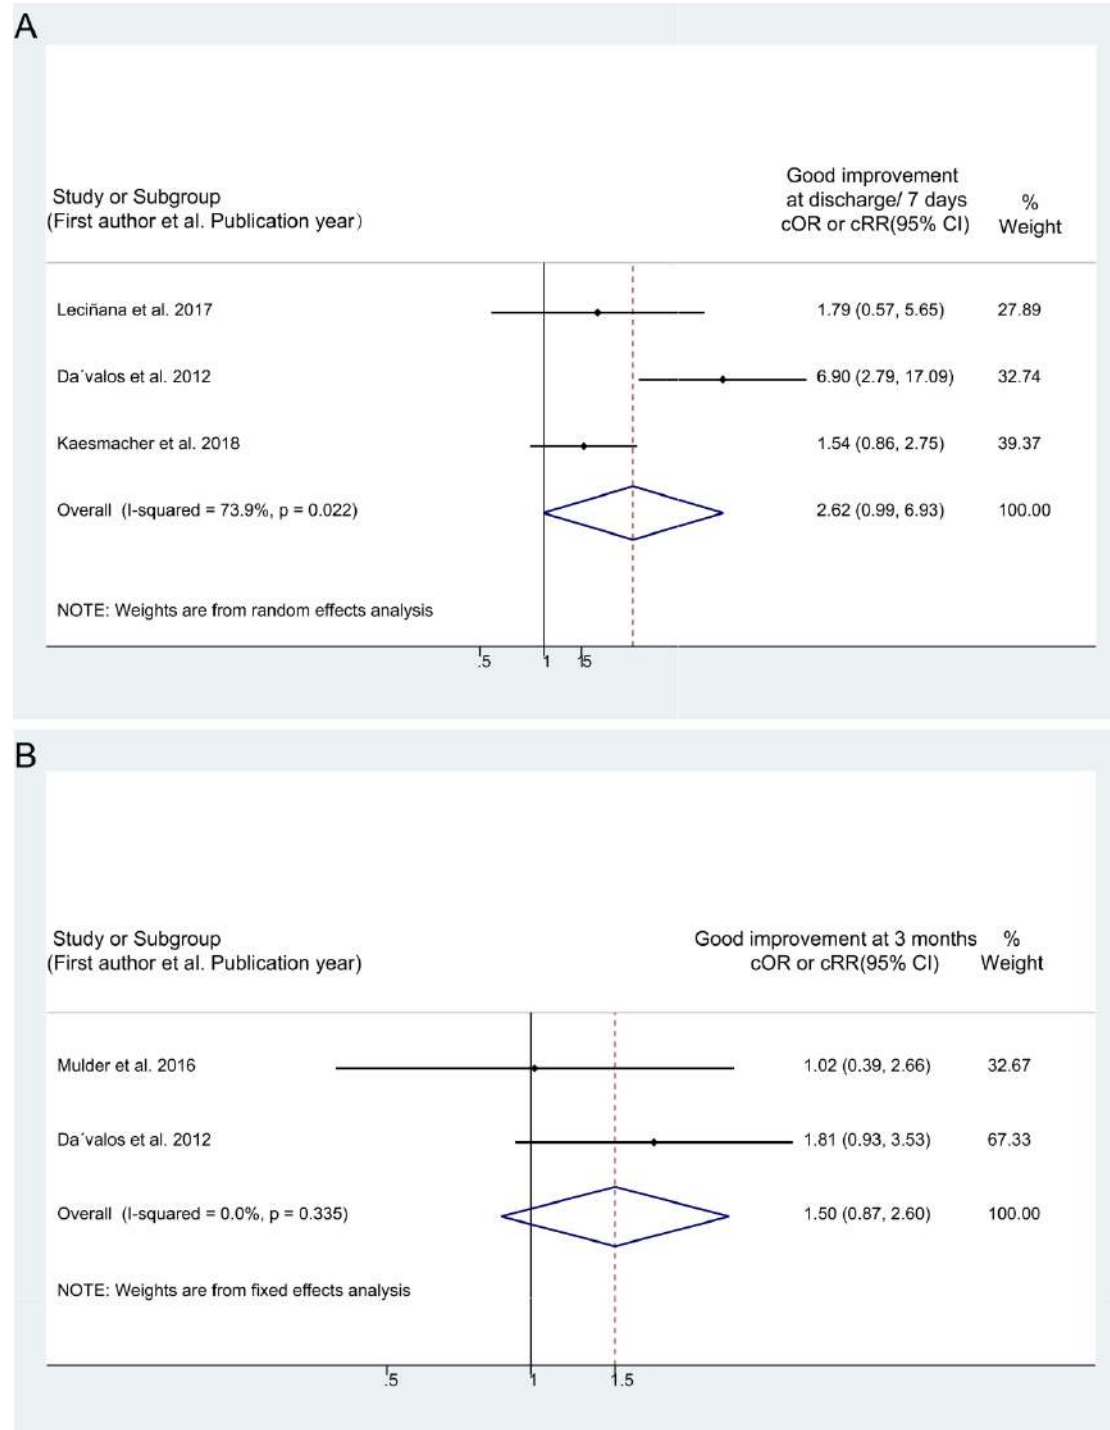 A
Study or Subgroup
(First author et al. Publication year)
Good improvement
at discharge/ 7 days
cOR or cRR(95% CI)
%
Weight
Leciñana et al. 2017 1.79 (0.57, 5.65) 27.89
Da´valos et al. 2012 6.90 (2.79, 17.09) 32.74
Kaesmacher et al. 2018 1.54 (0.86, 2.75) 39.37
Overall (I-squared = 73.9%, p = 0.022) 2.62 (0.99, 6.93) 100.00
NOTE: Weights are from random effects analysis
.5 1 15
B
Study or Subgroup
(First author et al. Publication year)
Good improvement at 3 months
cOR or cRR(95% CI)
%
Weight
Mulder et al. 2016 1.02 (0.39, 2.66) 32.67
Da´valos et al. 2012 1.81 (0.93, 3.53) 67.33
Overall (I-squared = 0.0%, p = 0.335) 1.50 (0.87, 2.60) 100.00
NOTE: Weights are from fixed effects analysis
.5 1 1.5